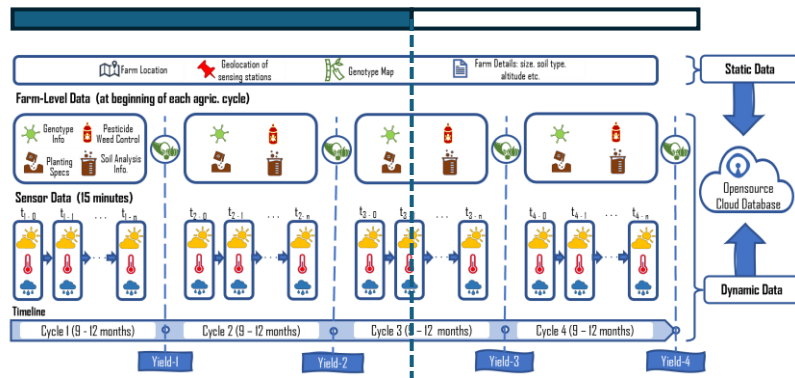 Farm Location
Geolocation of
sensing stations
Genotype Map
Farm Details: size, soil type,
altitude etc.
Static Data
Farm-Level Data (at beginning of each agric. cycle)
Genotype
Info
Pesticide
Weed Control
Planting
Specs
Soil Analysis
Info.
Opensource
Cloud Database
Sensor Data (15 minutes)
t1-0
t1-1
. . .
t1-n
t2-0
t2-1
. . .
t2-n
t3-0
. . .
t3-n
t4-0
t4-1
. . .
t4-n
Dynamic Data
Timeline
Cycle 1 (9 - 12 months)
Cycle 2 (9 – 12 months)
Cycle 3 (9 – 12 months)
Cycle 4 (9 – 12 months)
Yield-1
Yield-2
Yield-3
Yield-4